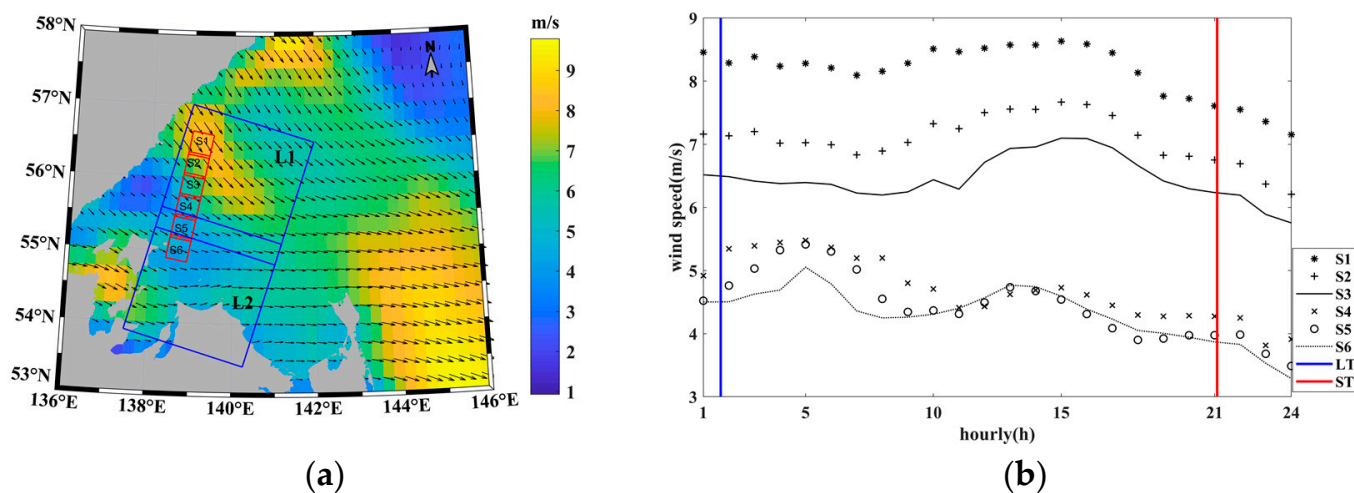 58°N
57°N
56°N
55°N
54°N
53°N
136°E
138°E
140°E
142°E
144°E
146°E
N
S1
S2
S3
S4
S5
S6
L1
L2
m/s
9
8
7
6
5
4
3
2
1
(a)
wind speed(m/s)
9
8
7
6
5
4
3
1
5
10
15
21
24
hourly(h)
S1
S2
S3
S4
S5
S6
LT
ST
(b)